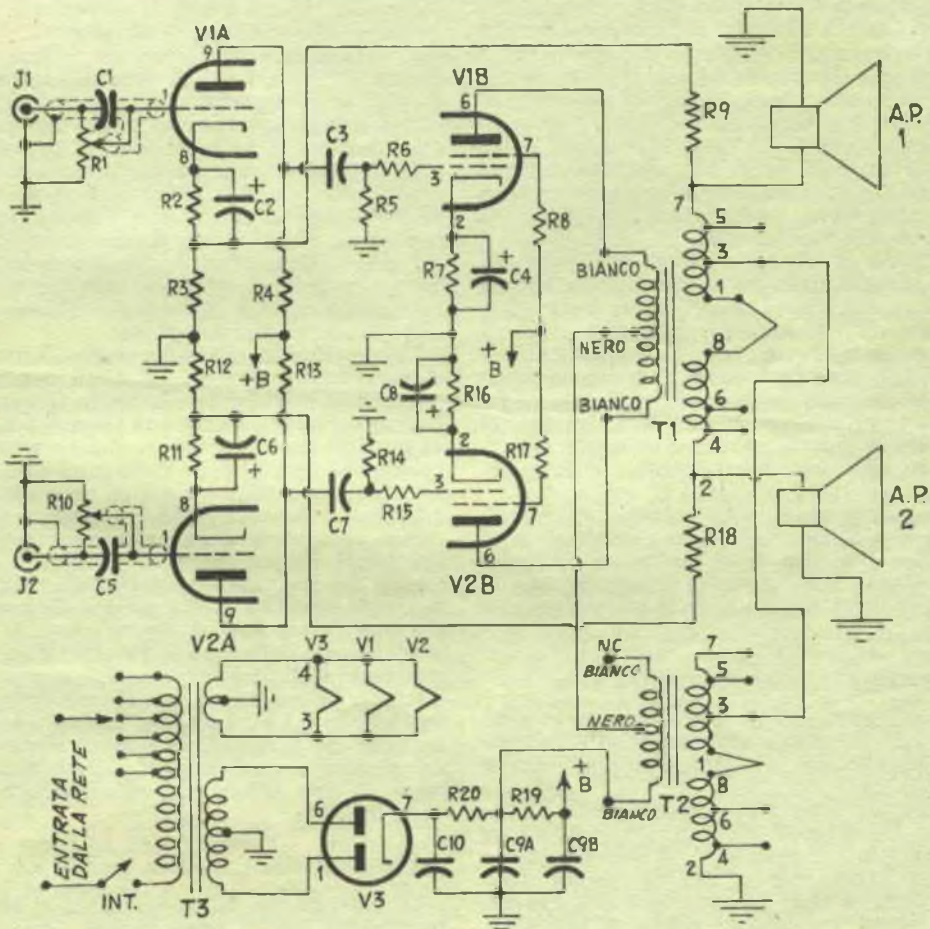 V1A
9
J1
C1
1
R1
8
R2
C2
+
R3
R4
+B
R12
R13
R11
C6
+
8
R10
1
J2
C5
9
V2A
C3
R6
R5
3
V1B
6
7
2
R7
+
C4
R8
+
B
C8
+
R16
R14
R17
2
C7
R15
3
7
6
V2B
R9
A.P.
1
7
5
3
1
BIANCO
NERO
BIANCO
8
6
4
T1
2
R18
A.P.
2
V3
V1
V2
4
3
ENTRATA
DALLA RETE
INT.
T3
6
1
V3
7
R20
R19
+
B
C10
C9A
C9B
NC
BIANCO
NERO
BIANCO
7
5
3
1
8
6
4
2
T2